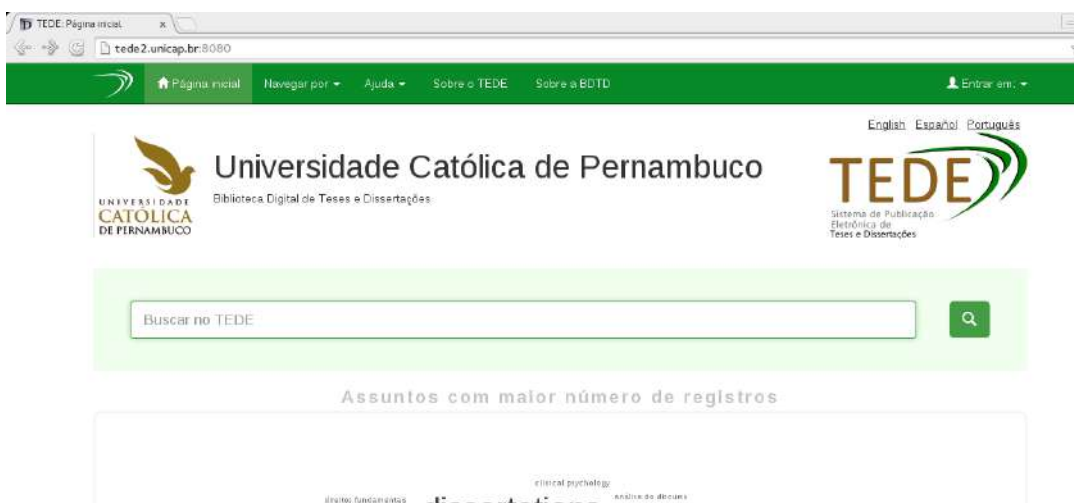 TEDE: Página inicial
tede2.unicap.br:8080
Página inicial Navegar por Ajuda Sobre o TEDE Sobre a BDTD Entrar em:
English Español Português
UNIVERSIDADE
CATÓLICA
DE PERNAMBUCO
Universidade Católica de Pernambuco
Biblioteca Digital de Teses e Dissertações
TEDE
Sistema de Publicação
Eletrônica de
Teses e Dissertações
Buscar no TEDE
Assuntos com maior número de registros
clinical psychology
direitos fundamentais dissertations análise do discurso